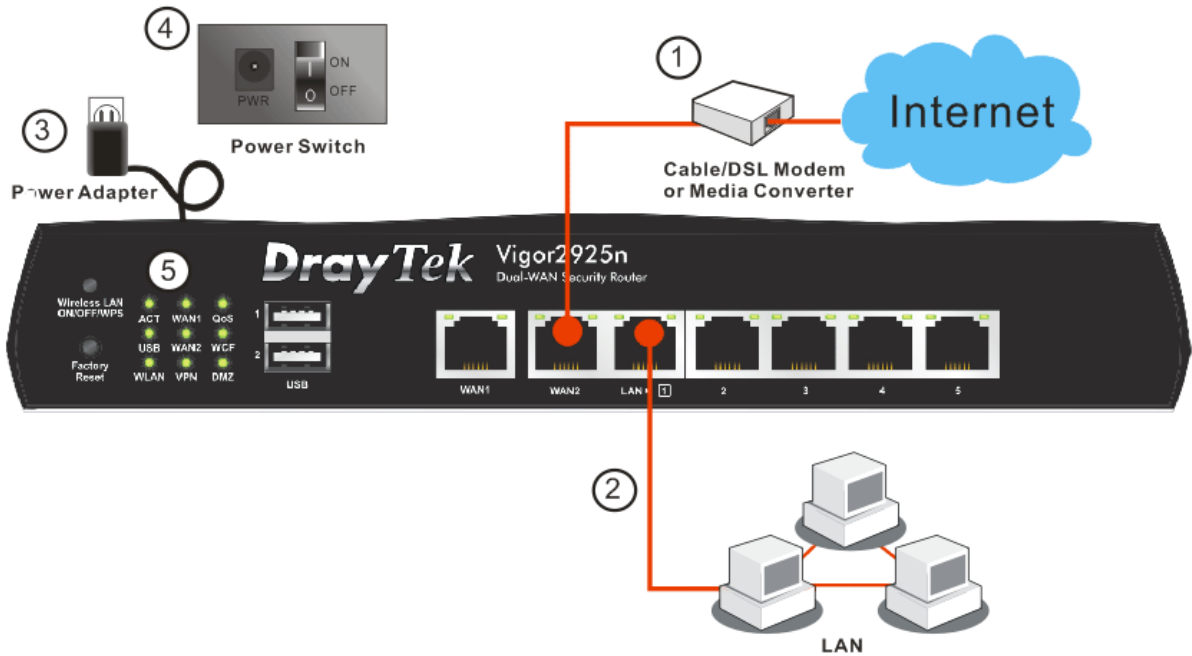 4
ON
OFF
PWR
Power Switch
1
Internet
Cable/DSL Modem
or Media Converter
3
Power Adapter
5
DrayTek
Vigor2925n
Dual-WAN Security Router
Wireless LAN
ON/OFF/WPS
Factory
Reset
ACT WAN1 QoS
USB WAN2 WCF
WLAN VPN DMZ
1
2
USB
WAN1
WAN2
LAN 1
2
3
4
5
2
LAN